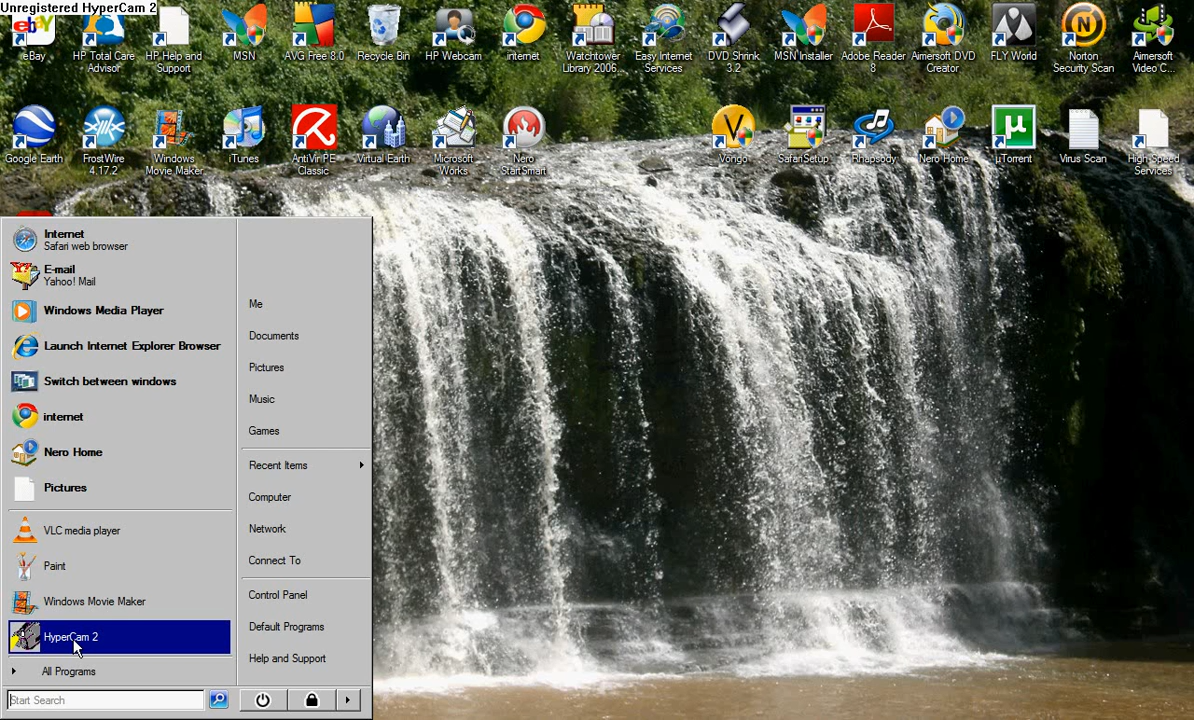 Unregistered HyperCam 2
eBay
HP Total Care
Advisor
HP Help and
Support
MSN
AVG Free 8.0
Recycle Bin
HP Webcam
internet
Watchtower
Library 2006...
Easy Internet
Services
DVD Shrink
3.2
MSN Installer
Adobe Reader
8
Aimersoft DVD
Creator
FLY World
Norton
Security Scan
Aimersoft
Video C...
Google Earth
FrostWire
4.17.2
Windows
Movie Maker
iTunes
AntiVir PE
Classic
Virtual Earth
Microsoft
Works
Nero
StartSmart
Vongo
SafariSetup
Rhapsody
Nero Home
µTorrent
Virus Scan
High Speed
Services
Internet
Safari web browser
E-mail
Yahoo! Mail
Windows Media Player
Launch Internet Explorer Browser
Switch between windows
internet
Nero Home
Pictures
VLC media player
Paint
Windows Movie Maker
HyperCam 2
All Programs
Start Search
Me
Documents
Pictures
Music
Games
Recent Items
Computer
Network
Connect To
Control Panel
Default Programs
Help and Support